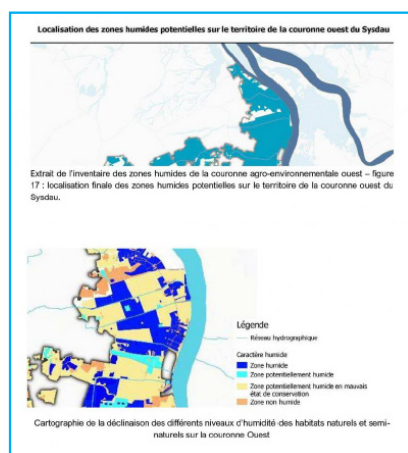 Localisation des zones humides potentielles sur le territoire de la couronne ouest du Sysdau
Extrait de l'inventaire des zones humides de la couronne agro-environnementale ouest – figure
17 : localisation finale des zones humides potentielles sur le territoire de la couronne ouest du
Sysdau.
Légende
Réseau hydrographique
Caractère humide
Zone humide
Zone potentiellement humide
Zone potentiellement humide en mauvais
état de conservation
Zone non humide
Cartographie de la déclinaison des différents niveaux d'humidité des habitats naturels et semi-
naturels sur la couronne Ouest